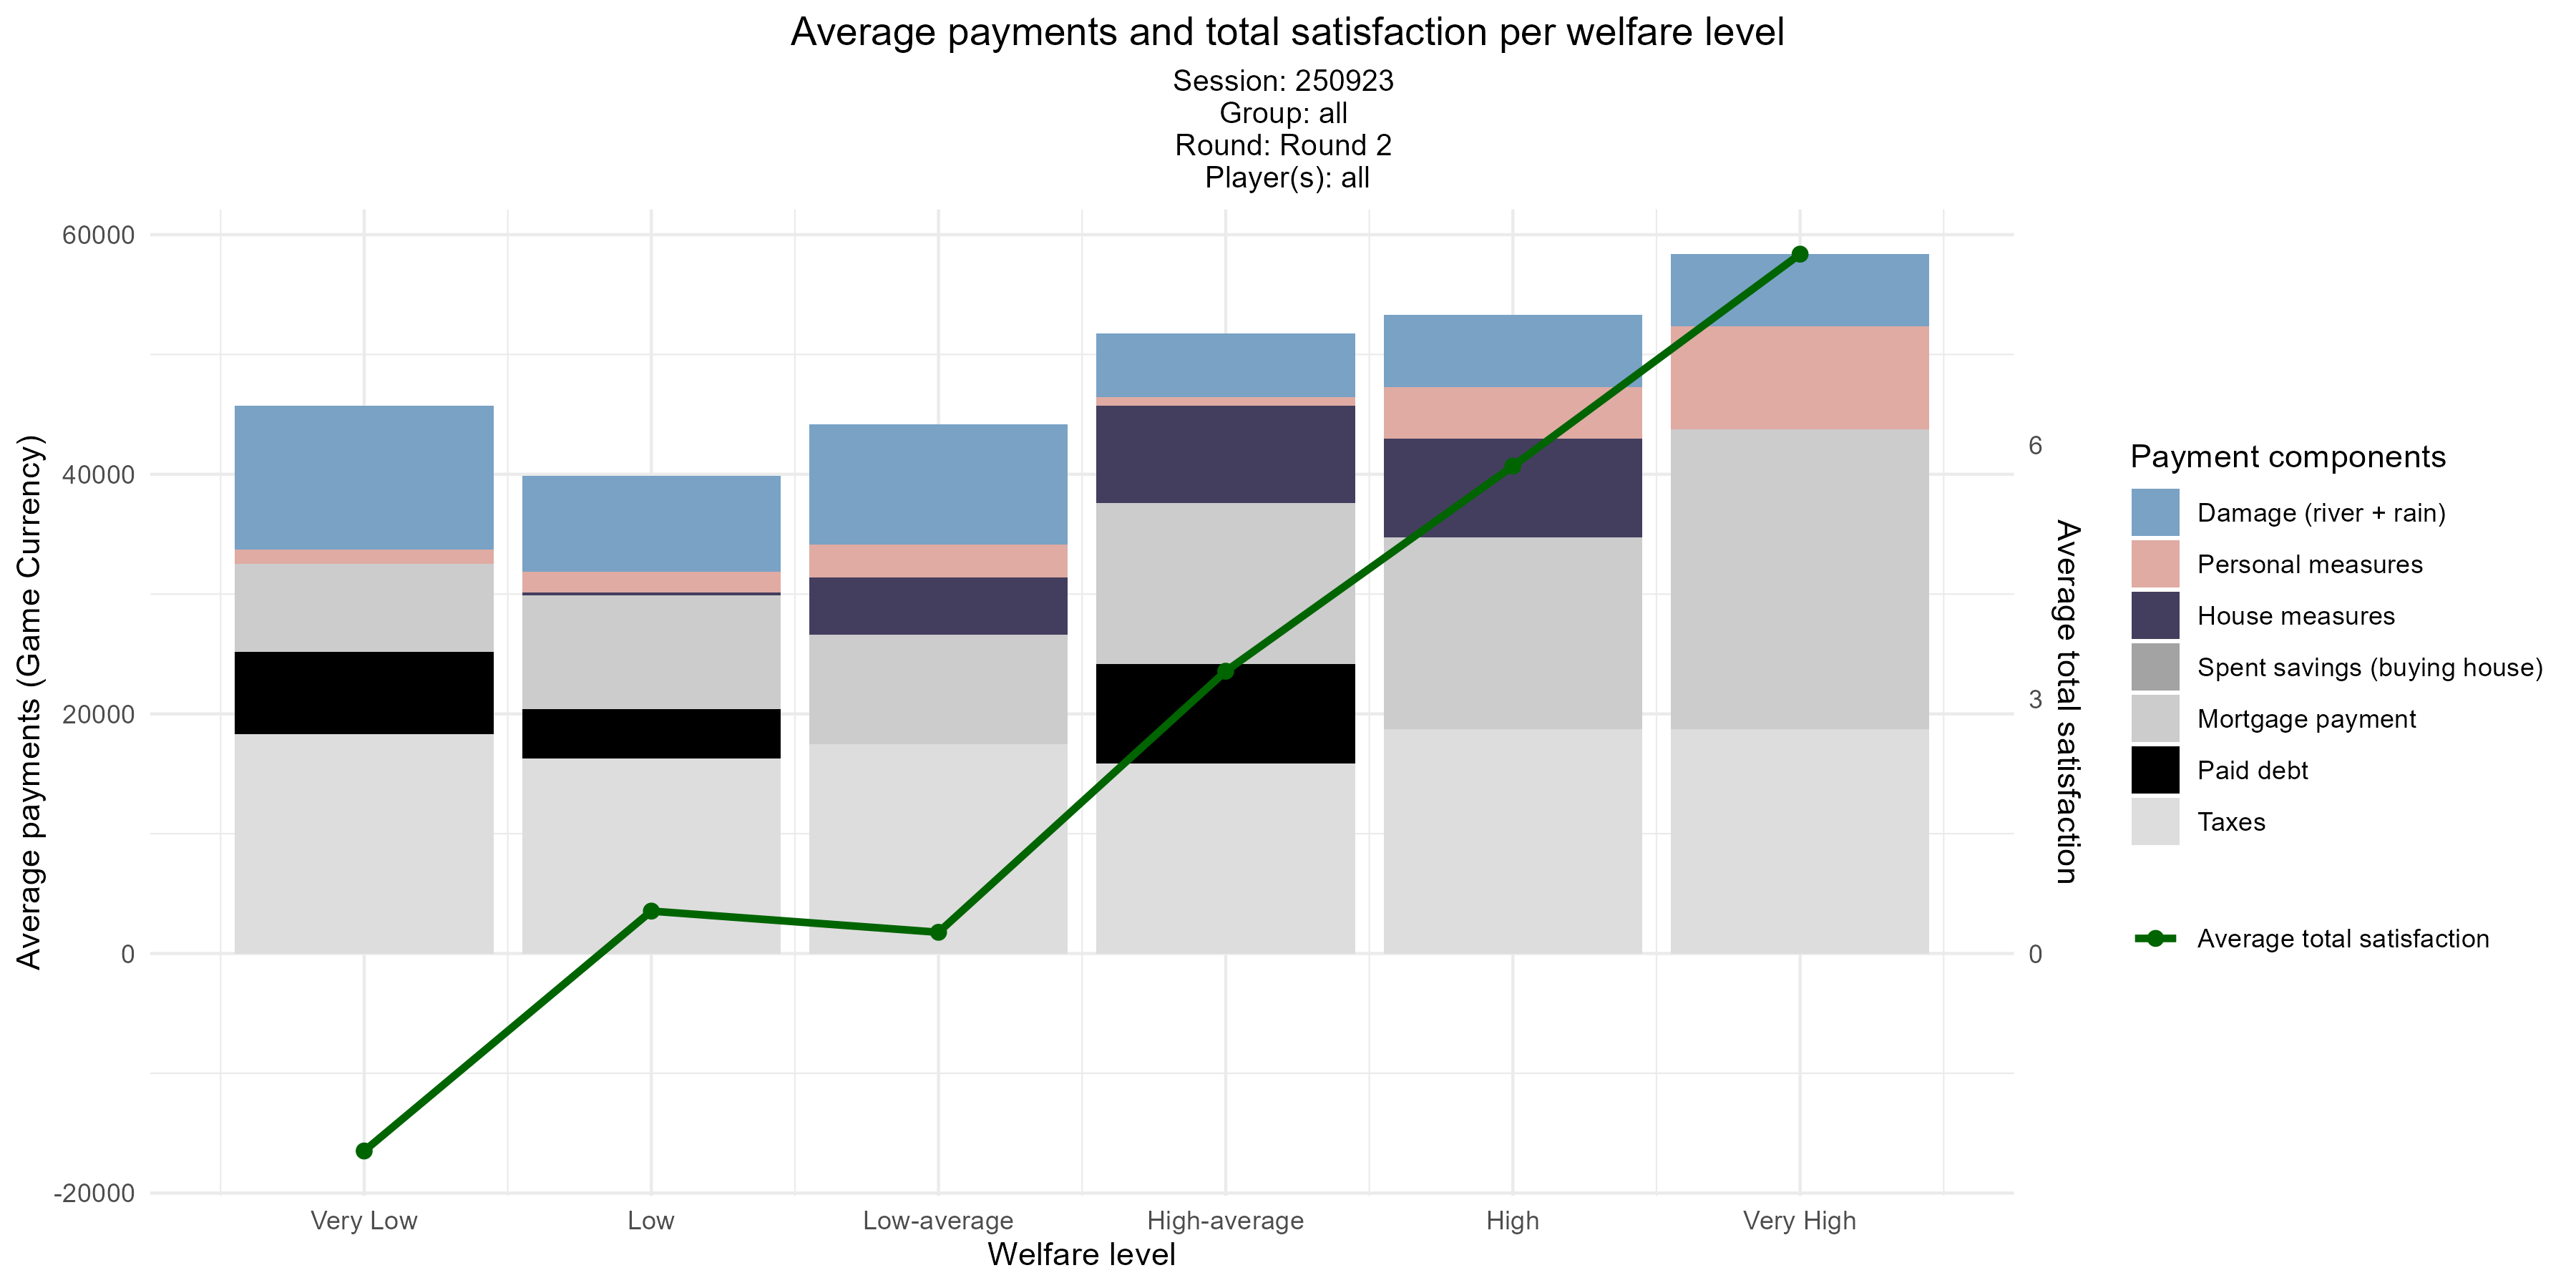 Average payments and total satisfaction per welfare level
Session: 250923
Group: all
Round: Round 2
Player(s): all
Average payments (Game Currency)
60000
40000
20000
0
-20000
6
3
0
Average total satisfaction
Very Low
Low
Low-average
High-average
High
Very High
Welfare level
Payment components
Damage (river + rain)
Personal measures
House measures
Spent savings (buying house)
Mortgage payment
Paid debt
Taxes
Average total satisfaction